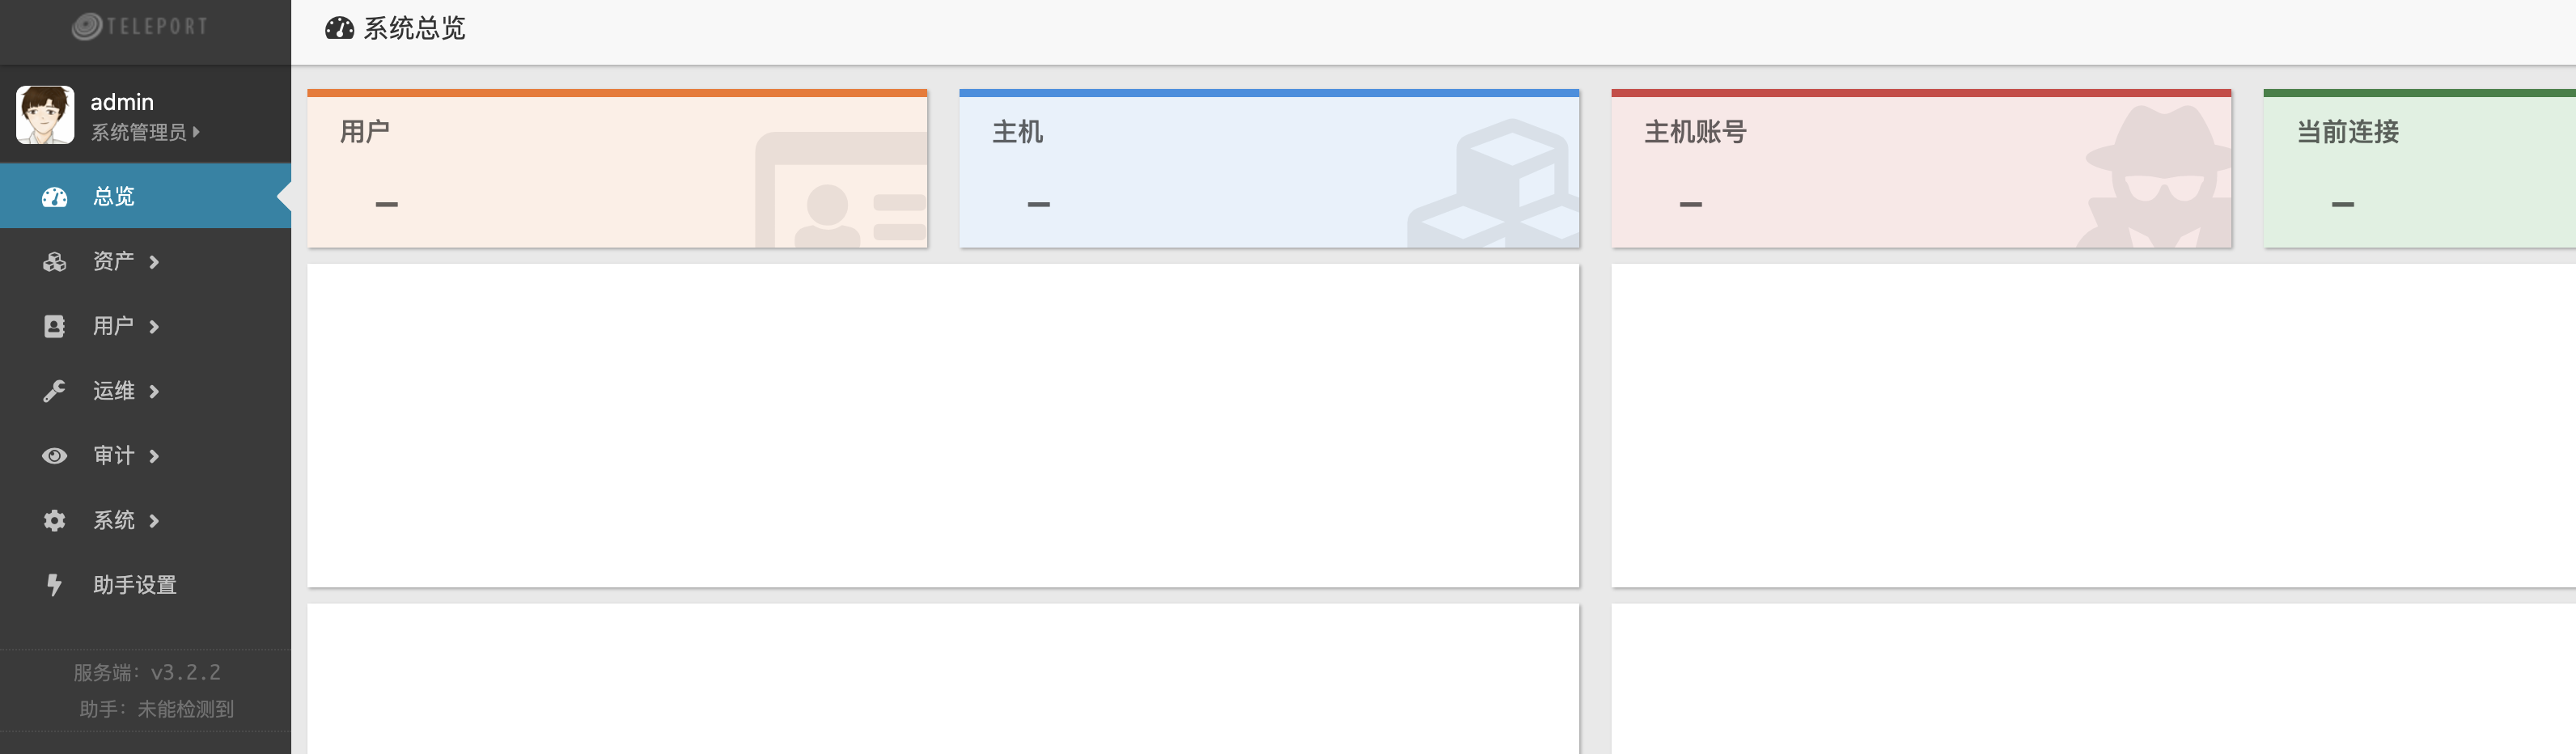 TELEPORT
系统总览
admin
系统管理员
总览
资产
用户
运维
审计
系统
助手设置
服务端：v3.2.2
助手：未能检测到
用户
–
主机
–
主机账号
–
当前连接
–